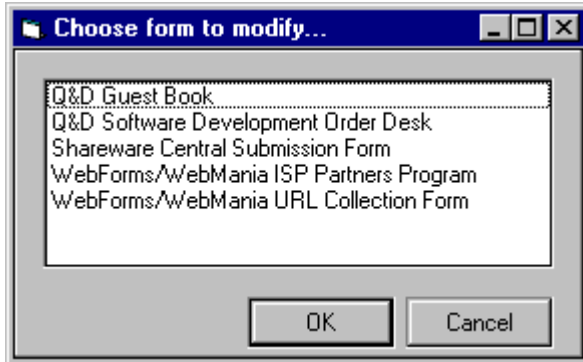 Choose form to modify...
Q&D Guest Book
Q&D Software Development Order Desk
Shareware Central Submission Form
WebForms/WebMania ISP Partners Program
WebForms/WebMania URL Collection Form
OK Cancel